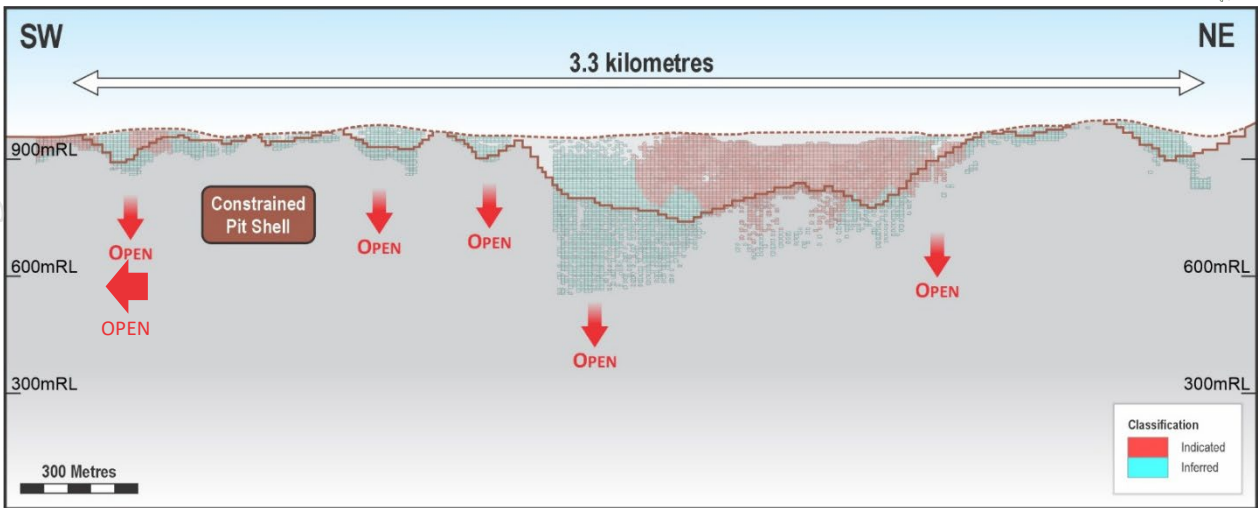 SW
NE
3.3 kilometres
900mRL
Constrained
Pit Shell
OPEN
OPEN
OPEN
600mRL
600mRL
OPEN
OPEN
OPEN
300mRL
300mRL
Classification
Indicated
Inferred
300 Metres